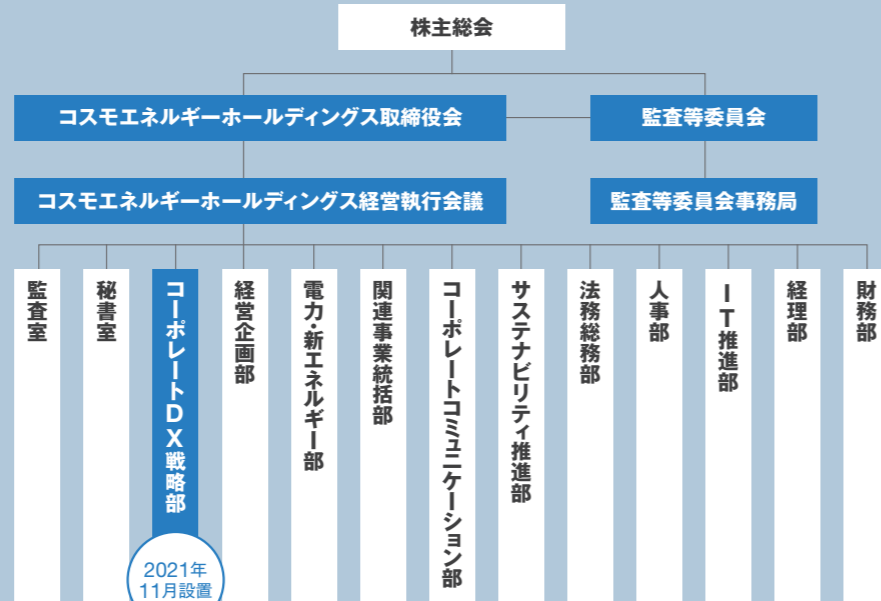 株主総会
コスモエネルギーホールディングス取締役会
監査等委員会
コスモエネルギーホールディングス経営執行会議
監査等委員会事務局
監査室
秘書室
コーポレートDX戦略部
2021年
11月設置
経営企画部
電力・新エネルギー部
関連事業統括部
コーポレートコミュニケーション部
サステナビリティ推進部
法務総務部
人事部
IT推進部
経理部
財務部